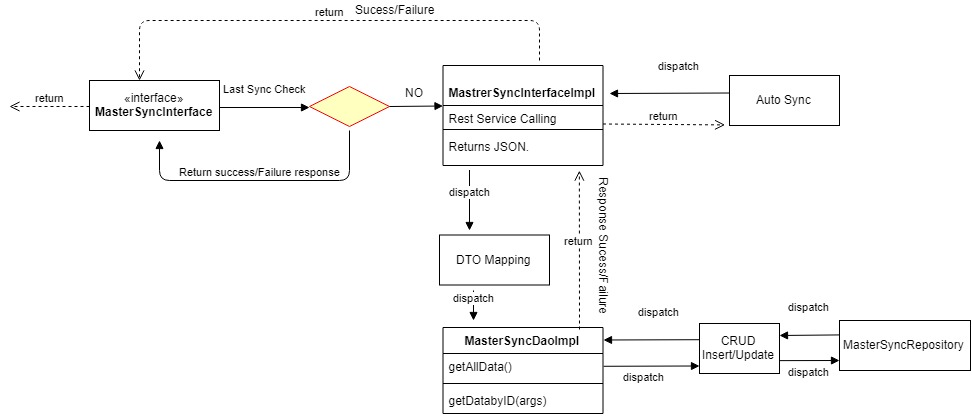 return Sucess/Failure
return
«interface»
MasterSyncInterface
Last Sync Check
NO
Return success/Failure response
MastrerSyncInterfaceImpl
Rest Service Calling
Returns JSON.
dispatch
Auto Sync
return
dispatch
DTO Mapping
dispatch
return
Response Sucess/Failure
MasterSyncDaoImpl
getAllData()
getDatabyID(args)
dispatch
dispatch
CRUD
Insert/Update
dispatch
dispatch
MasterSyncRepository